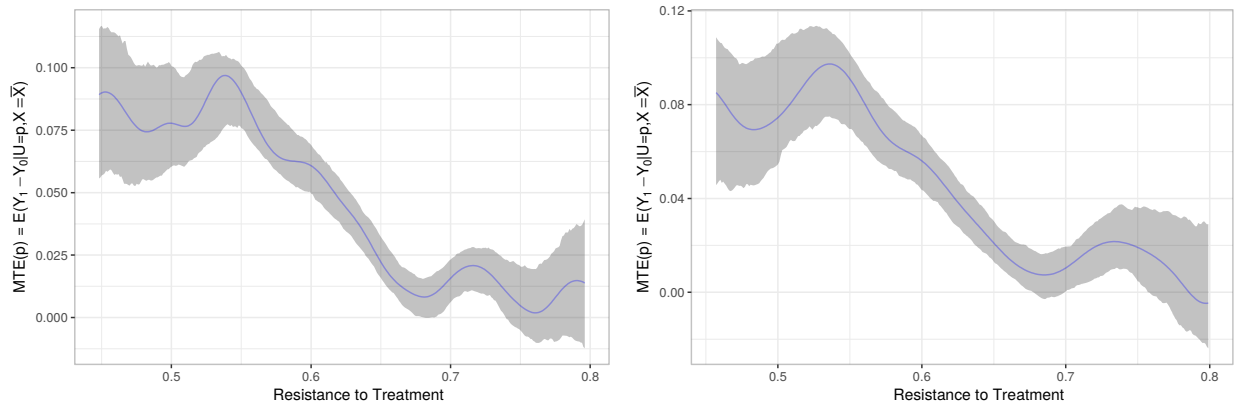 MTE(p) = E(Y₁ − Y₀|U=p,X=X̅)
0.100
0.075
0.050
0.025
0.000
0.5 0.6 0.7 0.8
Resistance to Treatment
MTE(p) = E(Y₁ − Y₀|U=p,X=X̅)
0.12
0.08
0.04
0.00
0.5 0.6 0.7 0.8
Resistance to Treatment